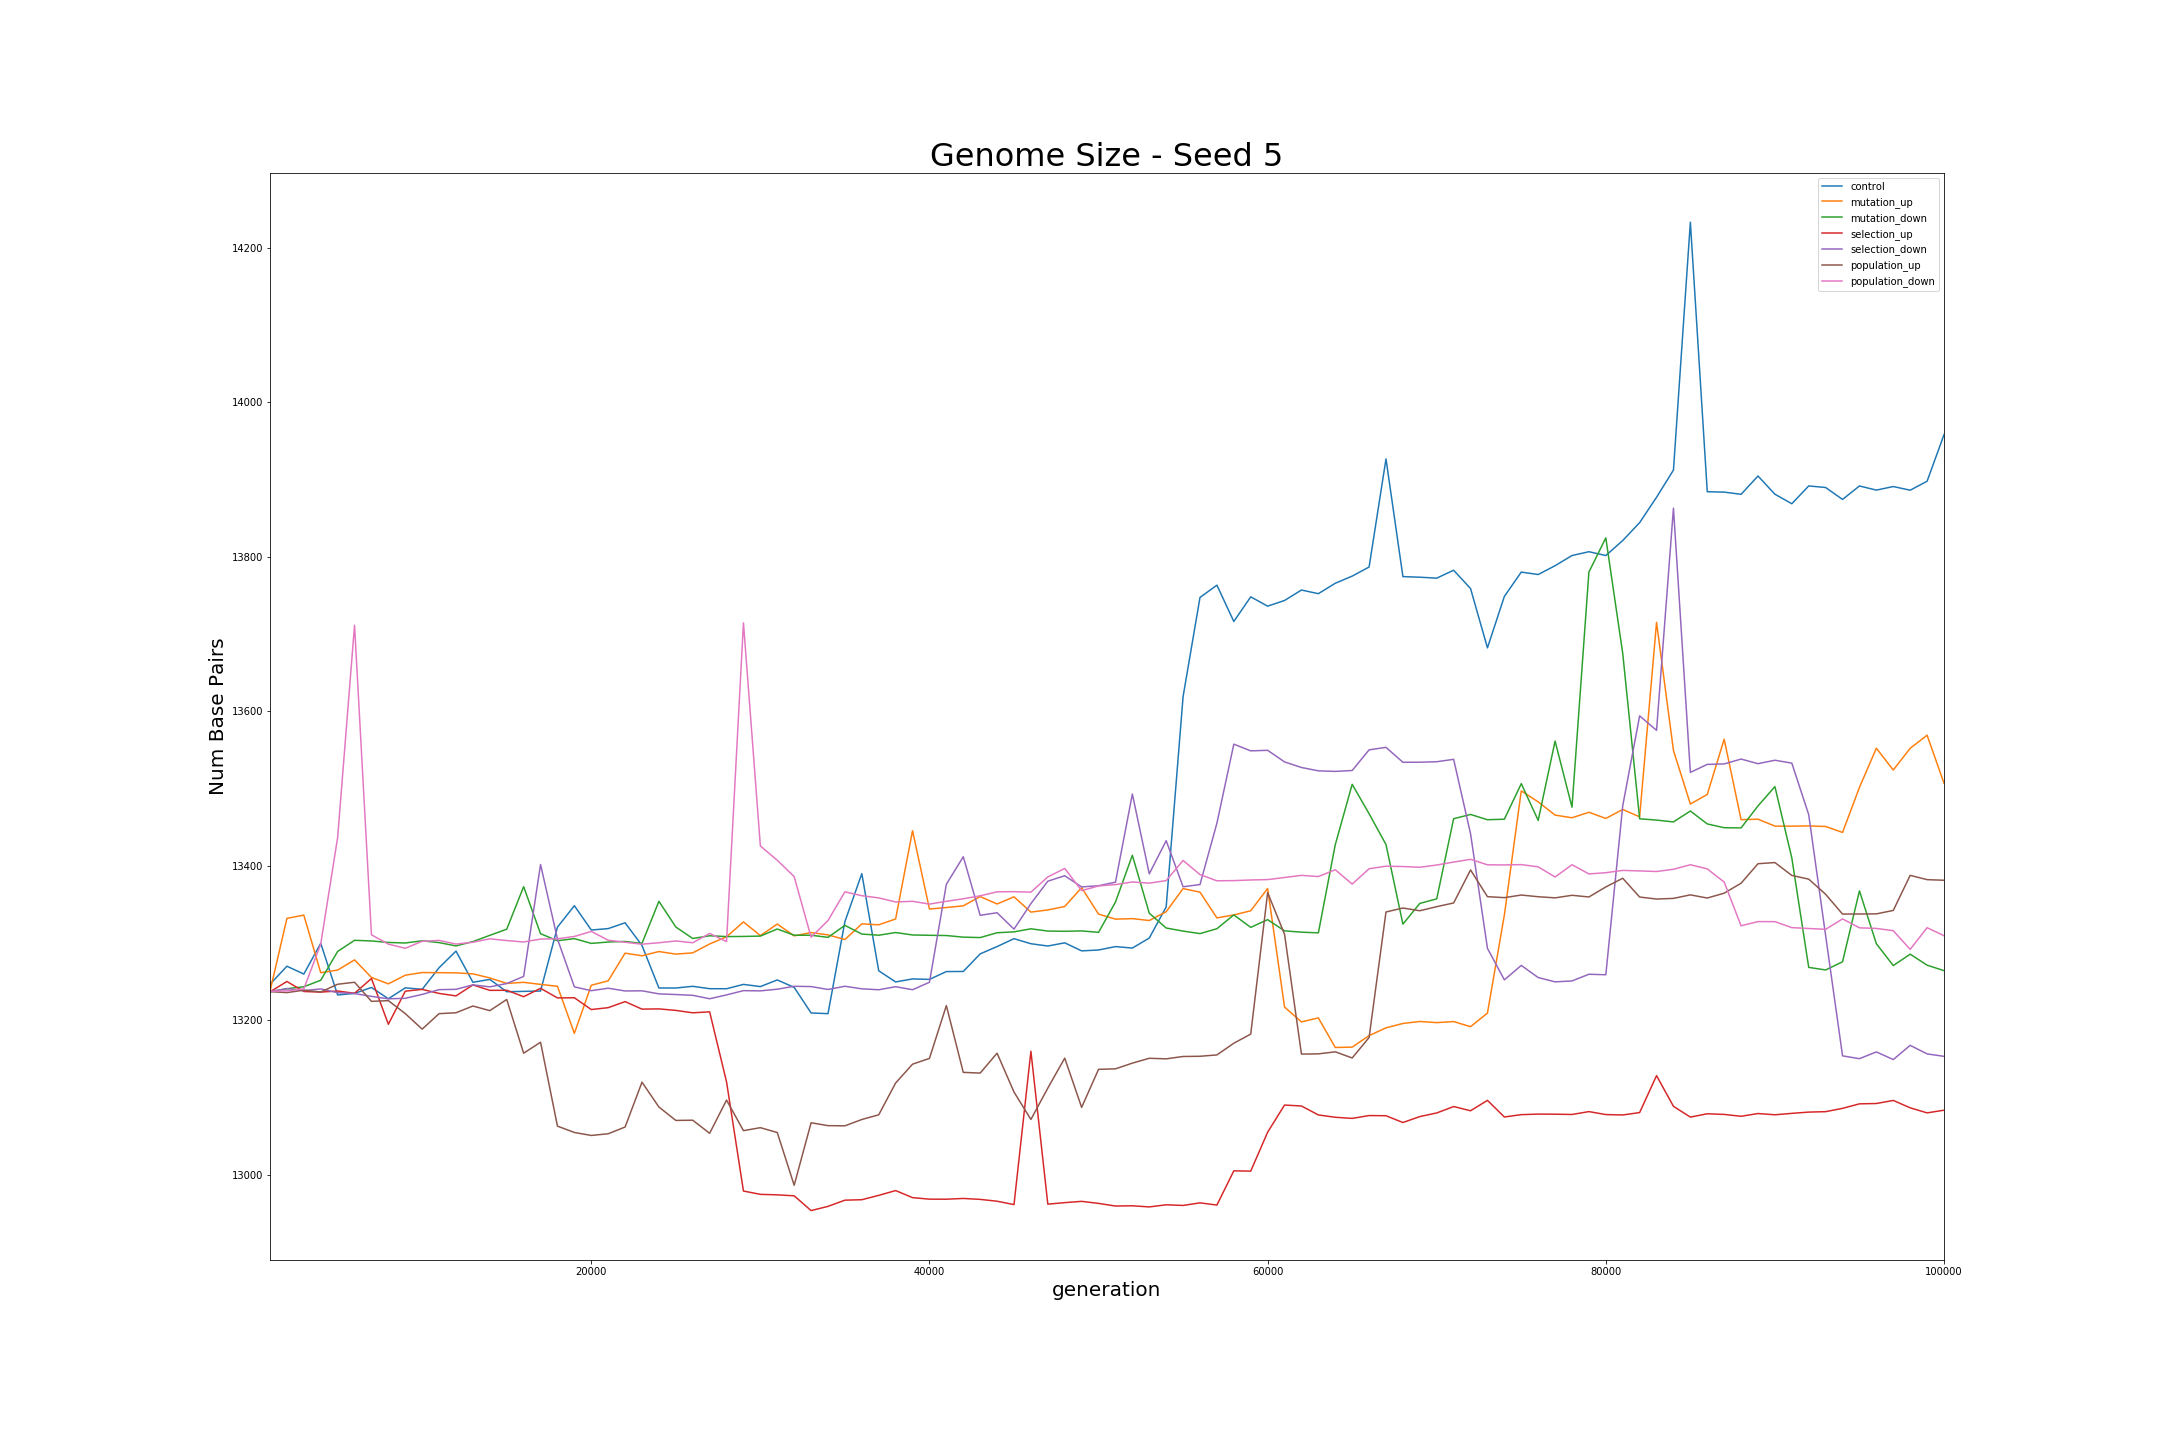 Genome Size - Seed 5
control
mutation_up
mutation_down
selection_up
selection_down
population_up
population_down
14200
14000
13800
13600
13400
13200
13000
Num Base Pairs
20000
40000
60000
80000
100000
generation